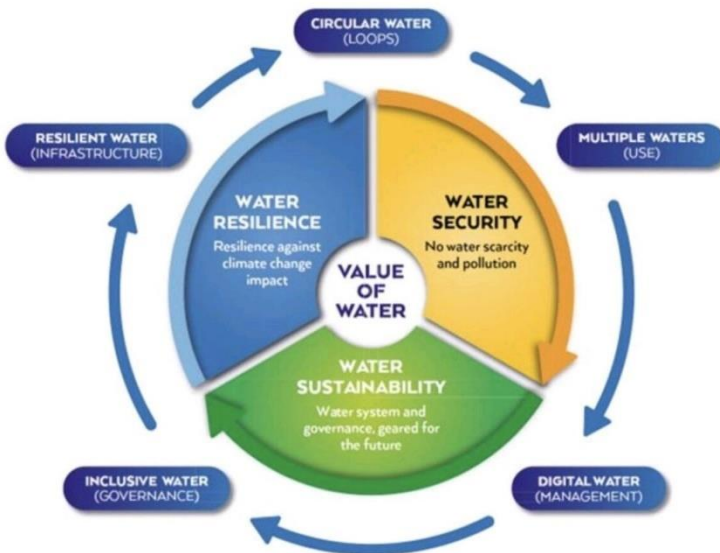 CIRCULAR WATER
(LOOPS)
RESILIENT WATER
(INFRASTRUCTURE)
MULTIPLE WATERS
(USE)
WATER
RESILIENCE
Resilience against
climate change
impact
WATER
SECURITY
No water scarcity
and pollution
VALUE
OF
WATER
WATER
SUSTAINABILITY
Water system and
governance, geared for
the future
INCLUSIVE WATER
(GOVERNANCE)
DIGITAL WATER
(MANAGEMENT)